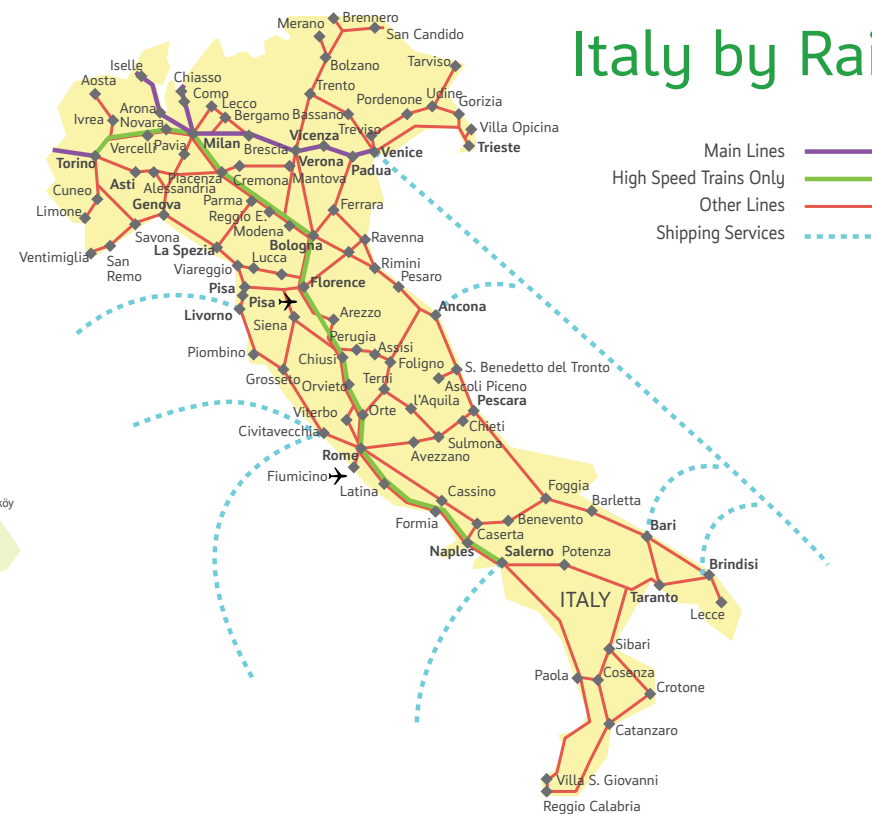 Italy by Rai
Main Lines
High Speed Trains Only
Other Lines
Shipping Services
Brennero
Merano
San Candido
Iselle
Bolzano
Tarviso
Aosta
Chiasso
Como
Trento
Lecco
Pordenone
Udine
Arona
Gorizia
Ivrea
Novara
Bergamo
Bassano
Treviso
Villa Opicina
Vercelli
Pavia
Milan
Brescia
Vicenza
Trieste
Torino
Verona
Venice
Padua
Asti
Piacenza
Cremona
Mantova
Cuneo
Alessandria
Limone
Genova
Parma
Ferrara
Reggio E.
Modena
Savona
Bologna
Ravenna
Ventimiglia
San
Remo
La Spezia
Lucca
Viareggio
Rimini
Pisa
Florence
Pesaro
Pisa
Livorno
Ancona
Siena
Arezzo
Perugia
Piombino
Chiusi
Assisi
Foligno
S. Benedetto del Tronto
Grosseto
Orvieto
Terni
Ascoli Piceno
l'Aquila
Pescara
Viterbo
Orte
Chieti
Civitavecchia
Sulmona
Rome
Avezzano
Fiumicino
Latina
Cassino
Foggia
Barletta
Formia
Benevento
Bari
Caserta
Naples
Salerno
Potenza
Brindisi
ITALY
Taranto
Lecce
Sibari
Paola
Cosenza
Crotone
Catanzaro
Villa S. Giovanni
Reggio Calabria
köy